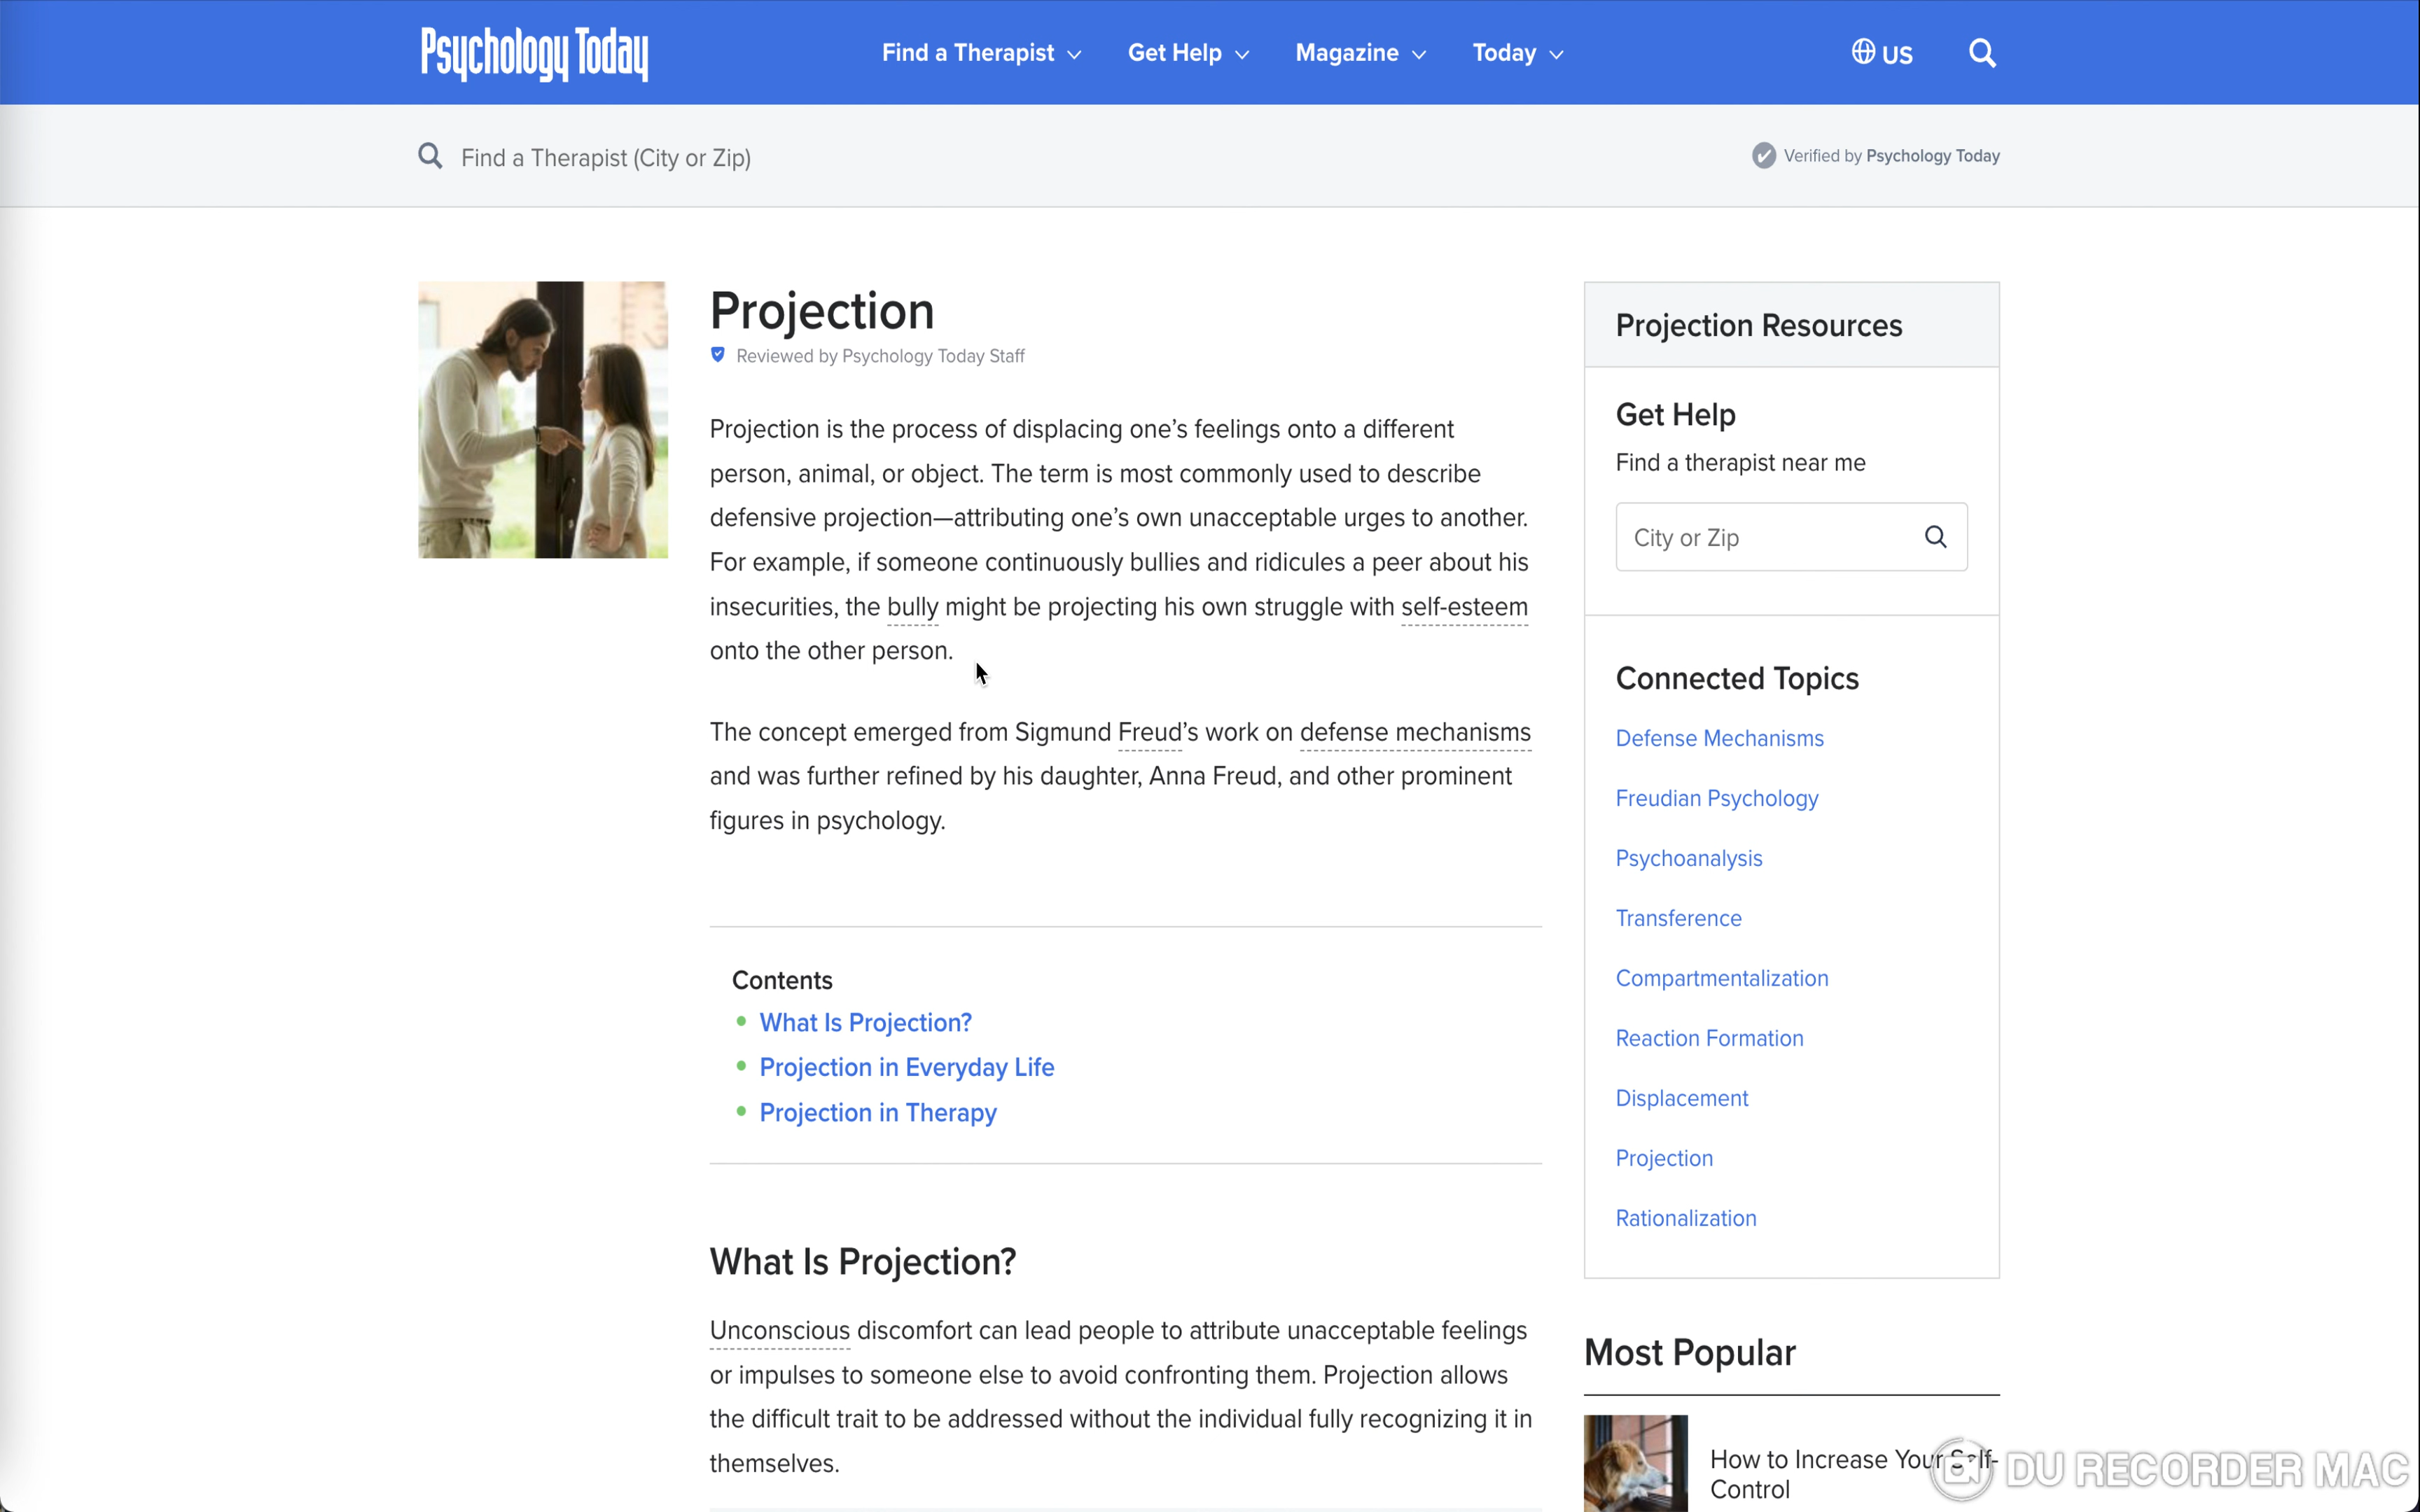 Psychology Today
Find a Therapist
Get Help
Magazine
Today
US
Find a Therapist (City or Zip)
Verified by Psychology Today
Projection
Reviewed by Psychology Today Staff
Projection is the process of displacing one’s feelings onto a different
person, animal, or object. The term is most commonly used to describe
defensive projection—attributing one’s own unacceptable urges to another.
For example, if someone continuously bullies and ridicules a peer about his
insecurities, the bully might be projecting his own struggle with self-esteem
onto the other person.
The concept emerged from Sigmund Freud’s work on defense mechanisms
and was further refined by his daughter, Anna Freud, and other prominent
figures in psychology.
Contents
What Is Projection?
Projection in Everyday Life
Projection in Therapy
What Is Projection?
Unconscious discomfort can lead people to attribute unacceptable feelings
or impulses to someone else to avoid confronting them. Projection allows
the difficult trait to be addressed without the individual fully recognizing it in
themselves.
Projection Resources
Get Help
Find a therapist near me
City or Zip
Connected Topics
Defense Mechanisms
Freudian Psychology
Psychoanalysis
Transference
Compartmentalization
Reaction Formation
Displacement
Projection
Rationalization
Most Popular
How to Increase Your Self-
Control
DU RECORDER MAC